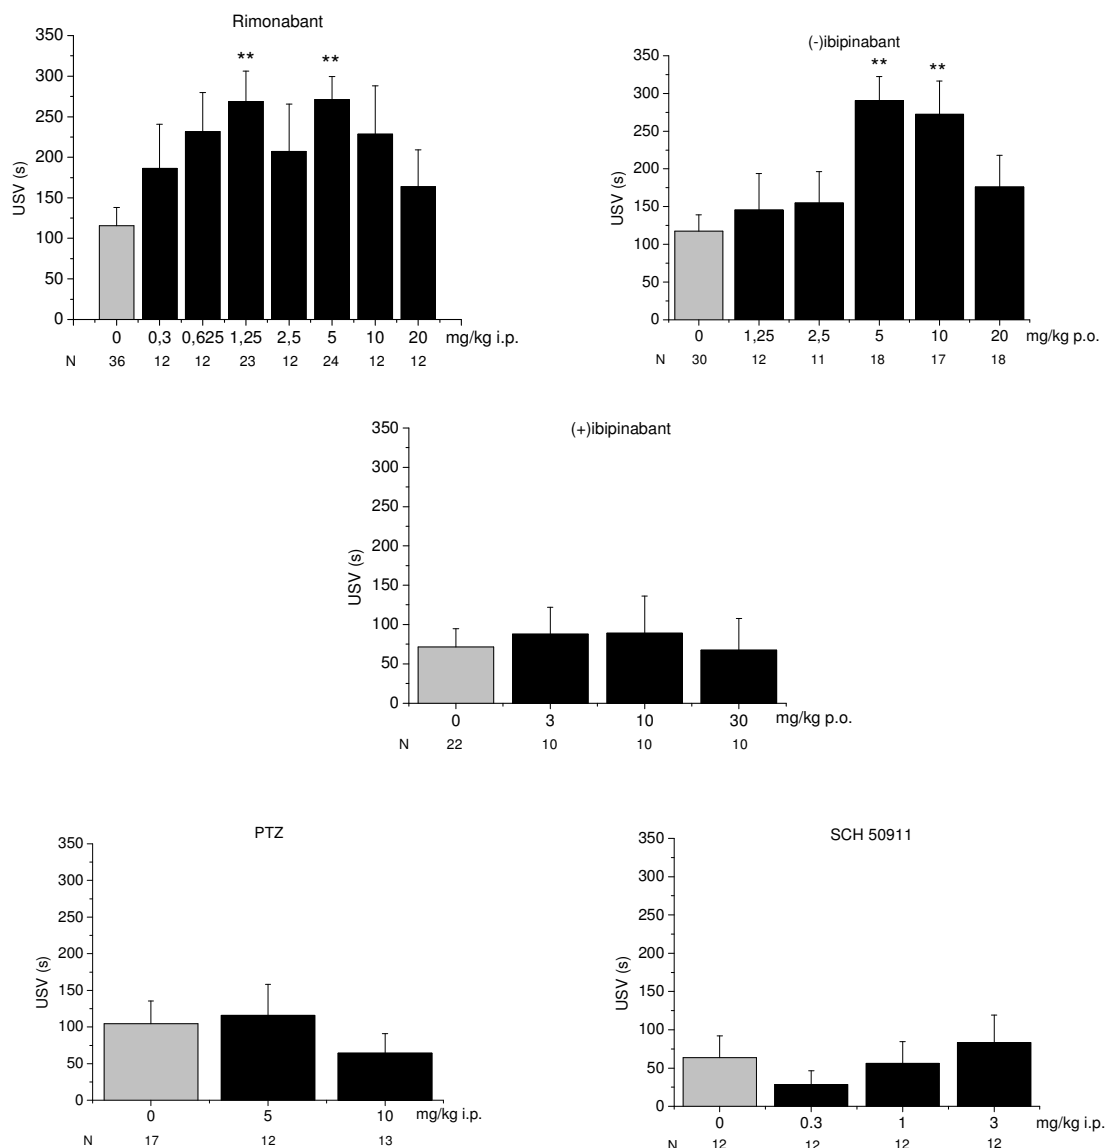 Rimonabant
350
300
250
200
150
100
50
0
USV (s)
** **
0 0,3 0,625 1,25 2,5 5 10 20 mg/kg i.p.
N 36 12 12 23 12 24 12 12
(-)ibipinabant
350
300
250
200
150
100
50
0
USV (s)
** **
0 1,25 2,5 5 10 20 mg/kg p.o.
N 30 12 11 18 17 18
(+)ibipinabant
350
300
250
200
150
100
50
0
USV (s)
0 3 10 30 mg/kg p.o.
N 22 10 10 10
PTZ
350
300
250
200
150
100
50
0
USV (s)
0 5 10 mg/kg i.p.
N 17 12 13
SCH 50911
350
300
250
200
150
100
50
0
USV (s)
0 0.3 1 3 mg/kg i.p.
N 12 12 12 12